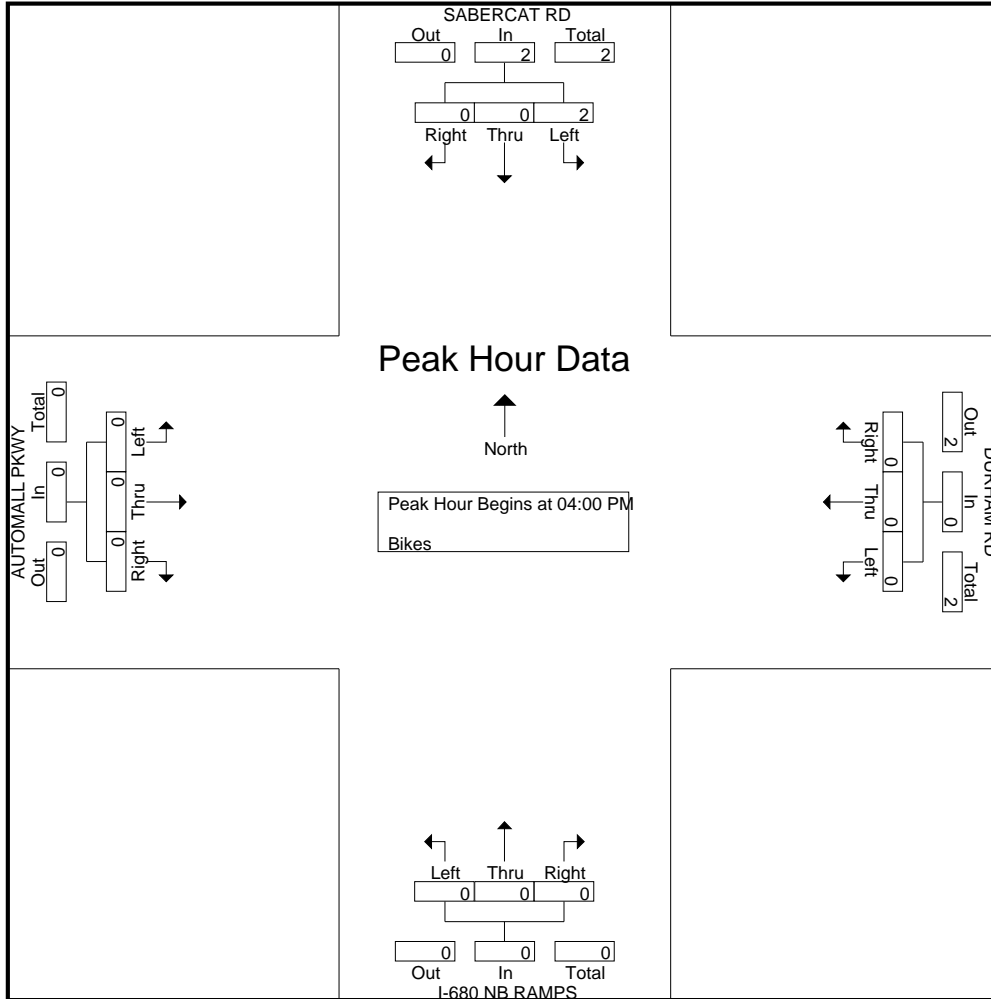 SABERCAT RD
Out In Total
0 2 2
0 0 2
Right Thru Left
Peak Hour Data
North
Peak Hour Begins at 04:00 PM
Bikes
AUTOMALL PKWY
Total In Out
0 0 0
0 0 0
Left Thru Right
DURHAM RD
Out In Total
2 0 2
0 0 0
Right Thru Left
Left Thru Right
0 0 0
0 0 0
Out In Total
I-680 NB RAMPS